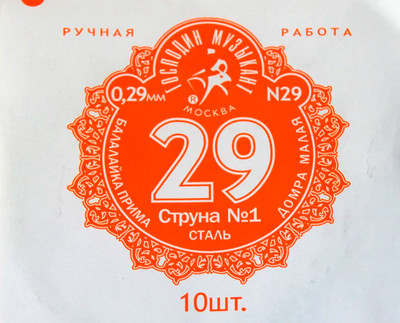 РУЧНАЯ РАБОТА
ГОСПОДИН МУЗЫКАНТ
0,29мм
N29
®
МОСКВА
БАЛАЛАЙКА ПРИМА
29
ДОМРА МАЛАЯ
Струна №1
СТАЛЬ
10шт.